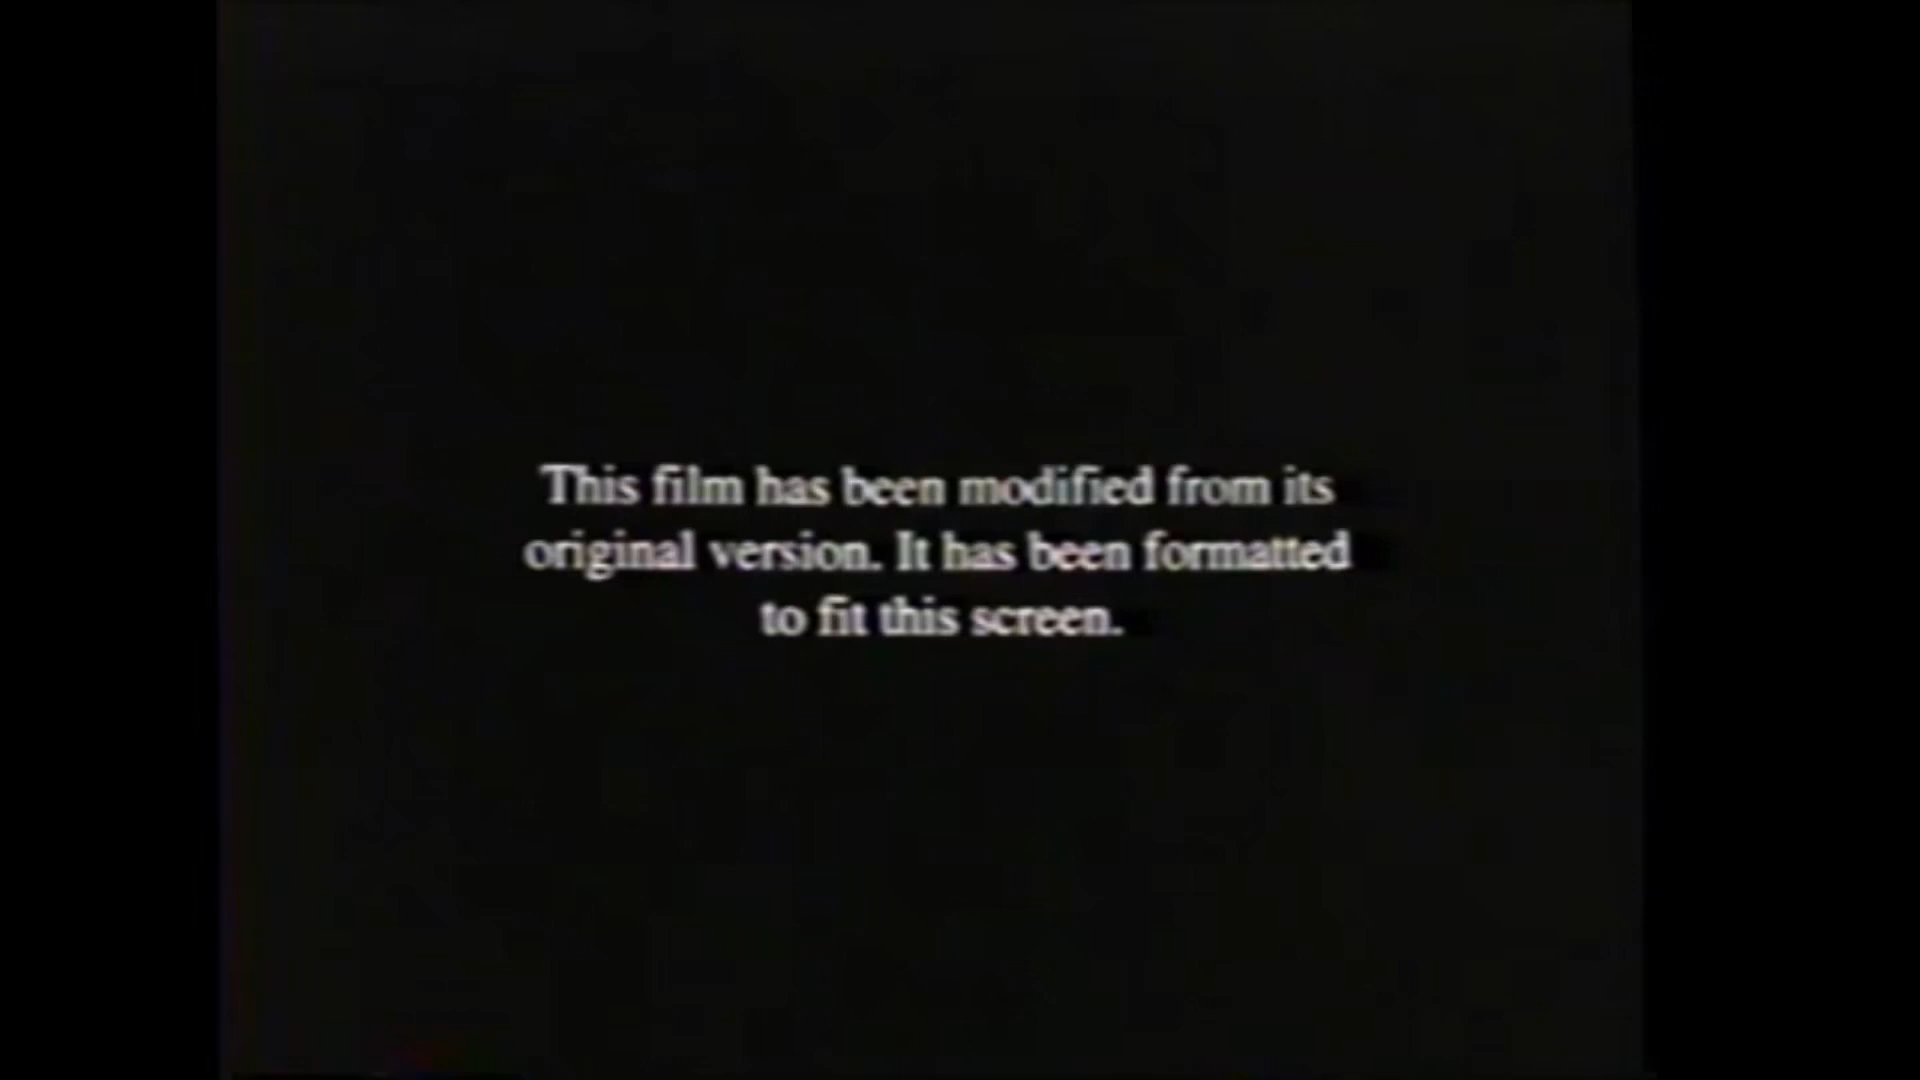 This film has been modified from its
original version. It has been formatted
to fit this screen.